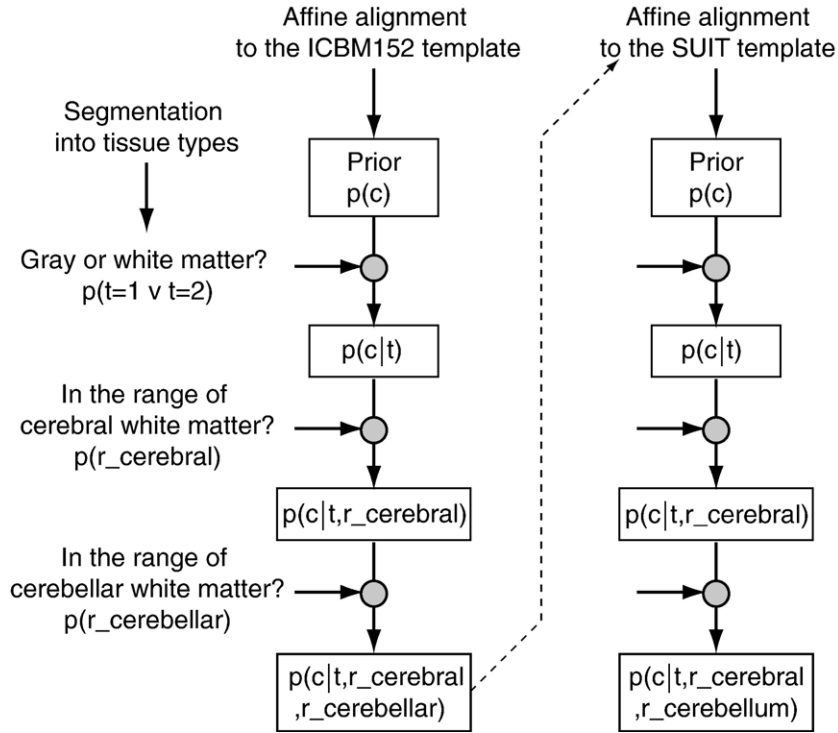 Affine alignment
to the ICBM152 template
Affine alignment
to the SUIT template
Segmentation
into tissue types
Prior
p(c)
Prior
p(c)
Gray or white matter?
p(t=1 v t=2)
p(c|t)
p(c|t)
In the range of
cerebral white matter?
p(r_cerebral)
p(c|t,r_cerebral)
p(c|t,r_cerebral)
In the range of
cerebellar white matter?
p(r_cerebellar)
p(c|t,r_cerebral
,r_cerebellar)
p(c|t,r_cerebral
,r_cerebellum)